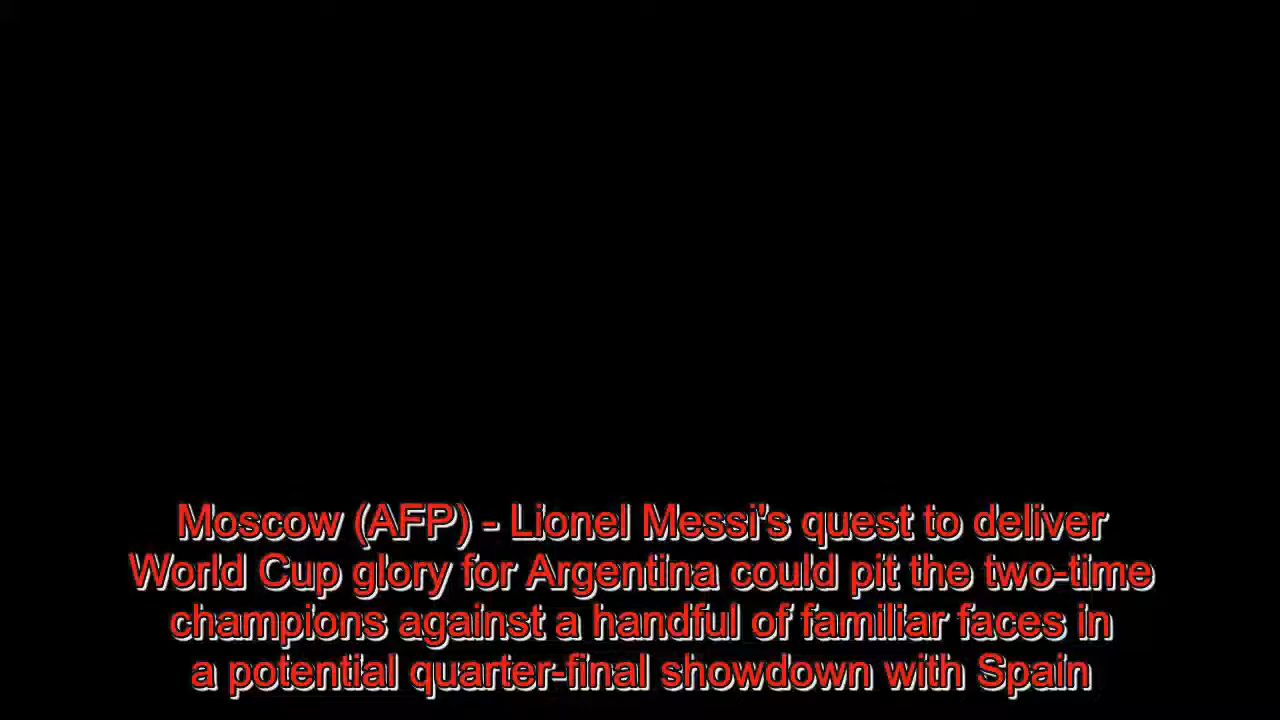 Moscow (AFP) - Lionel Messi's quest to deliver
World Cup glory for Argentina could pit the two-time
champions against a handful of familiar faces in
a potential quarter-final showdown with Spain